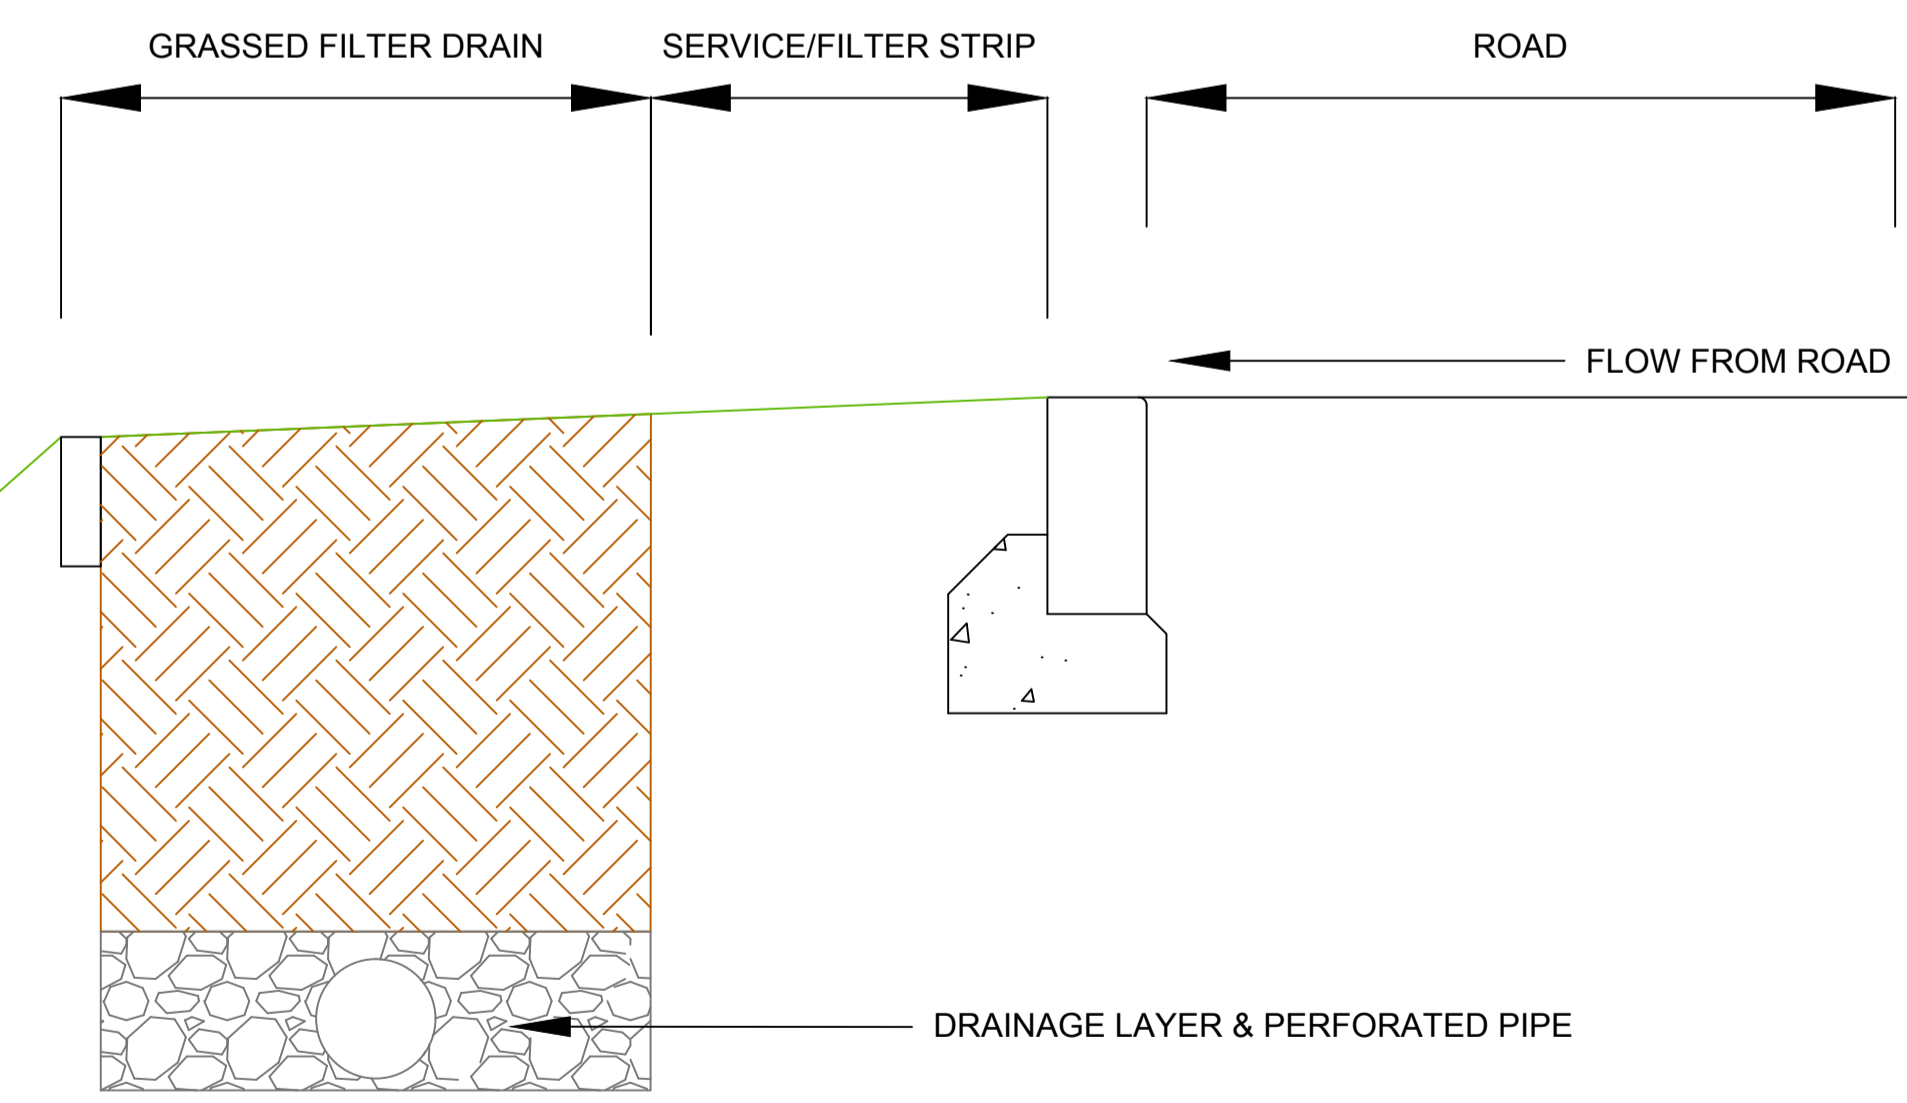 GRASSED FILTER DRAIN
SERVICE/FILTER STRIP
ROAD
FLOW FROM ROAD
DRAINAGE LAYER & PERFORATED PIPE